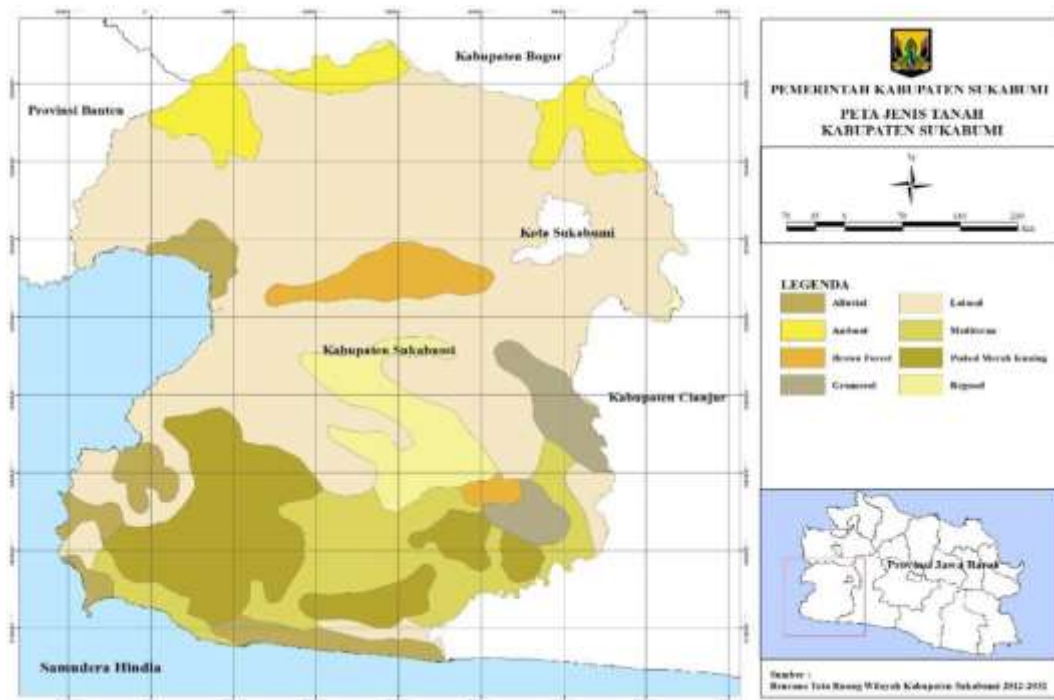 Kabupaten Bogor
Provinsi Banten
Kota Sukabumi
Kabupaten Sukabumi
Kabupaten Cianjur
Samudera Hindia
PEMERINTAH KABUPATEN SUKABUMI
PETA JENIS TANAH
KABUPATEN SUKABUMI
N
LEGENDA
Alluvial
Andosol
Brown Forest
Grumusol
Latosol
Mediteran
Podsol Merah Kuning
Regosol
Provinsi Jawa Barat
Sumber :
Rencana Tata Ruang Wilayah Kabupaten Sukabumi 2012-2032